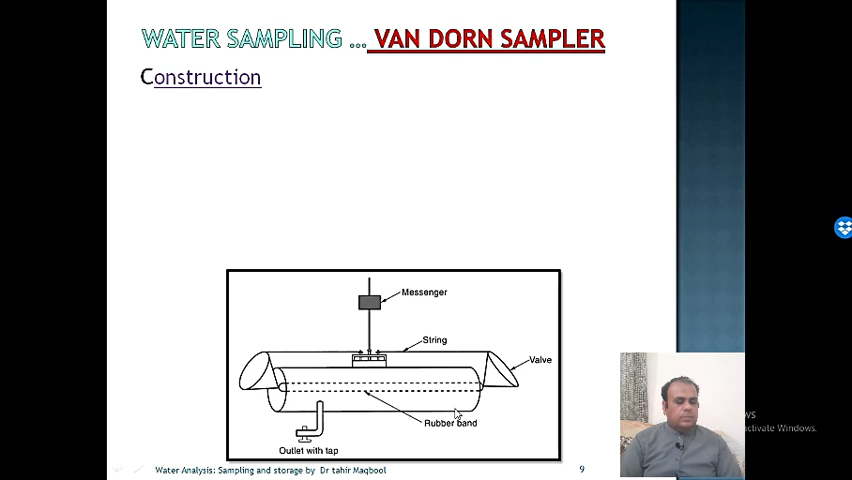 WATER SAMPLING ... VAN DORN SAMPLER
Construction
Messenger
String
Valve
Rubber band
Outlet with tap
Water Analysis: Sampling and storage by Dr tahir Maqbool
9
ws
activate Windows.